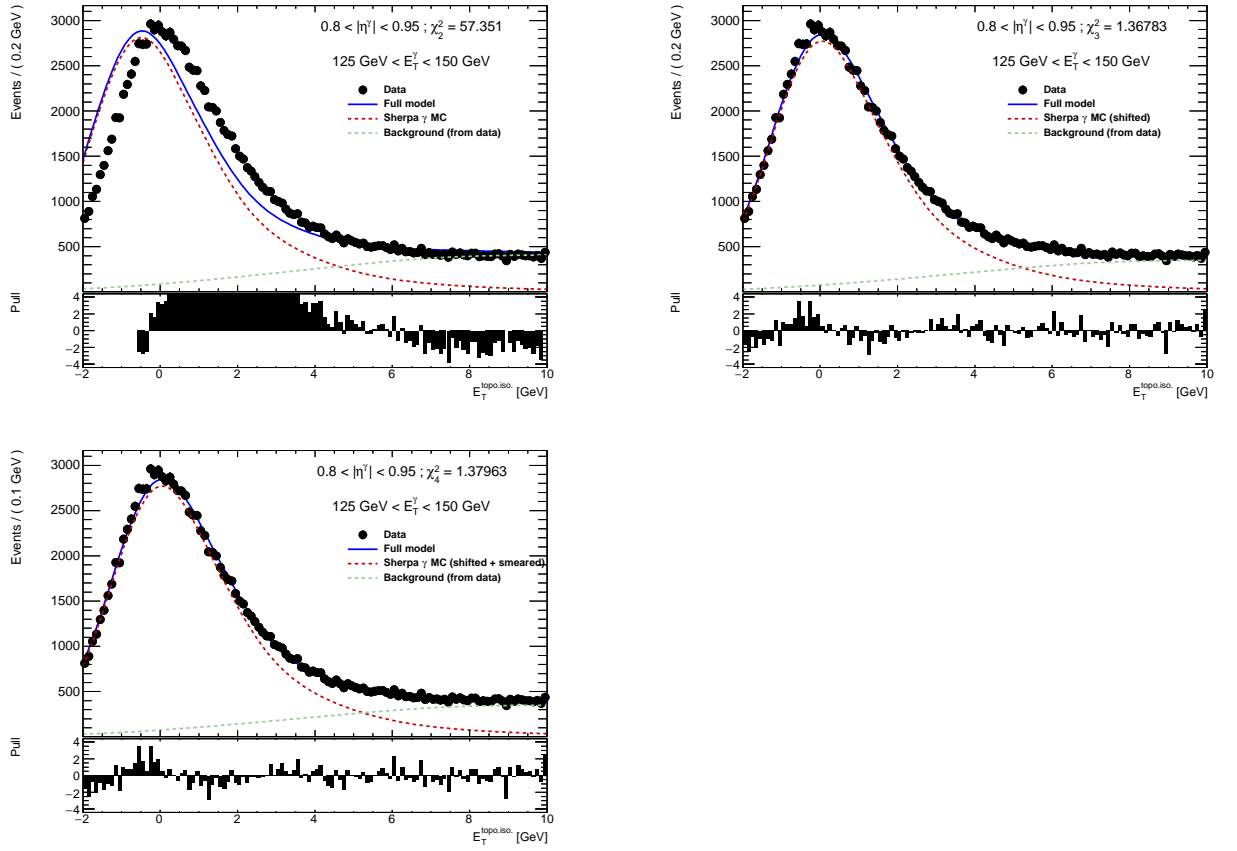 Events / ( 0.2 GeV )
0.8 < |η^γ| < 0.95 ; χ²₂ = 57.351
125 GeV < E_T^γ < 150 GeV
Data
Full model
Sherpa γ MC
Background (from data)
3000
2500
2000
1500
1000
500
Pull
4
2
0
−2
−4
−2 0 2 4 6 8 10
E_T^topo.iso. [GeV]
Events / ( 0.2 GeV )
0.8 < |η^γ| < 0.95 ; χ²₃ = 1.36783
125 GeV < E_T^γ < 150 GeV
Data
Full model
Sherpa γ MC (shifted)
Background (from data)
3000
2500
2000
1500
1000
500
Pull
4
2
0
−2
−4
−2 0 2 4 6 8 10
E_T^topo.iso. [GeV]
Events / ( 0.1 GeV )
0.8 < |η^γ| < 0.95 ; χ²₄ = 1.37963
125 GeV < E_T^γ < 150 GeV
Data
Full model
Sherpa γ MC (shifted + smeared)
Background (from data)
3000
2500
2000
1500
1000
500
Pull
4
2
0
−2
−4
−2 0 2 4 6 8 10
E_T^topo.iso. [GeV]